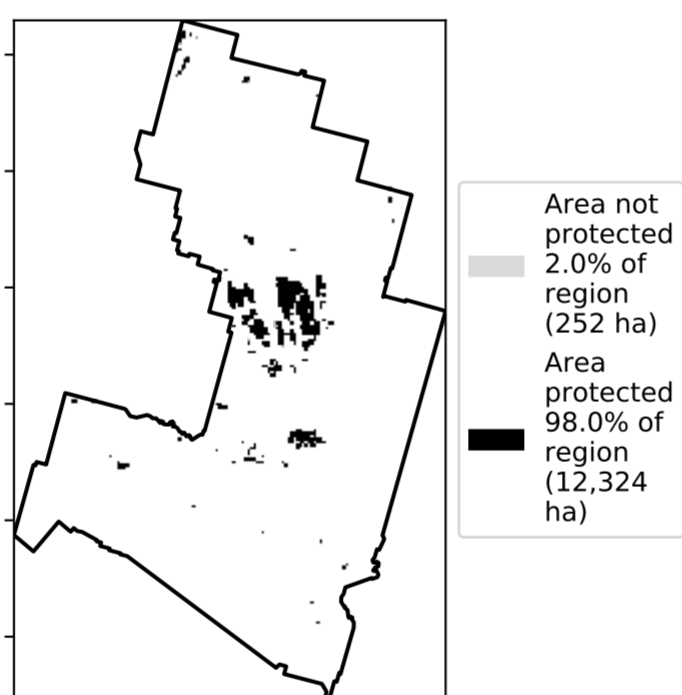 Area not
protected
2.0% of
region
(252 ha)
Area
protected
98.0% of
region
(12,324
ha)